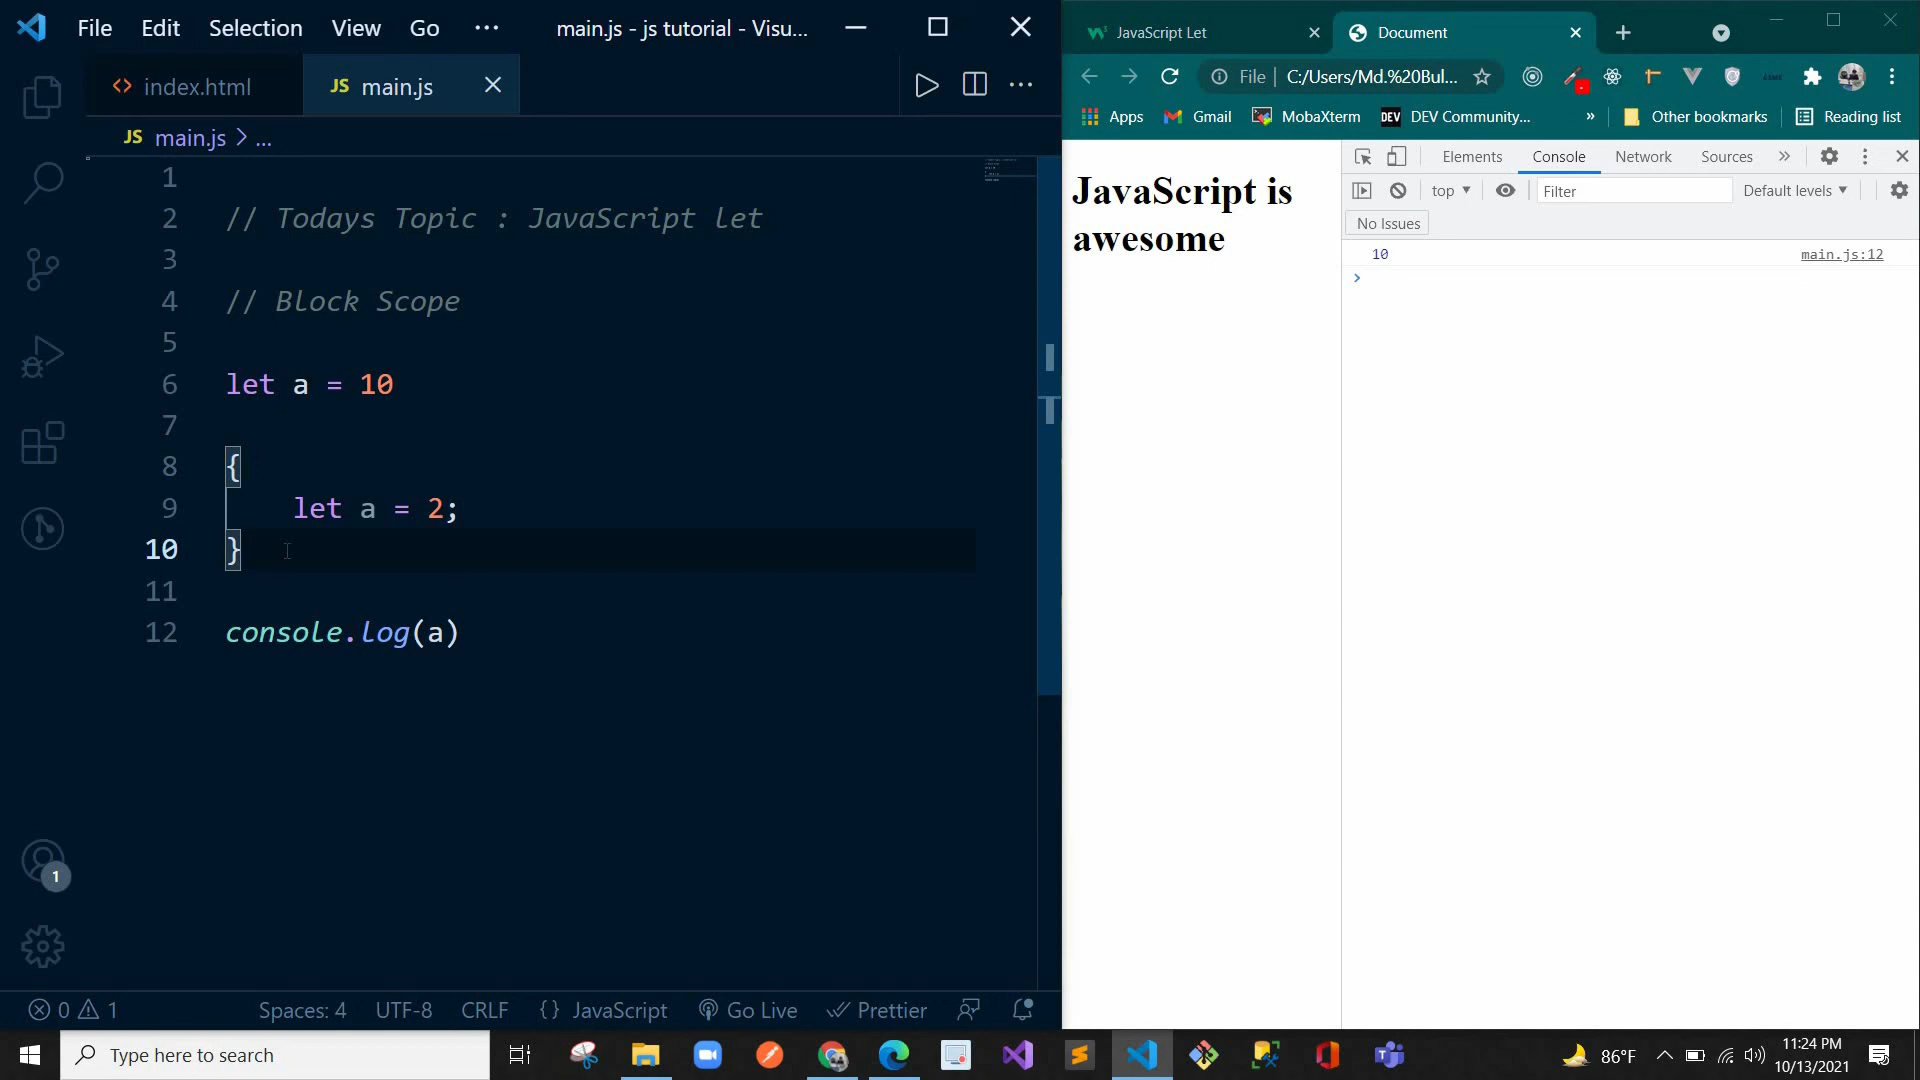 File Edit Selection View Go ··· main.js - js tutorial - Visu...
index.html JS main.js
JS main.js > ...
1
2 // Todays Topic : JavaScript let
3
4 // Block Scope
5
6 let a = 10
7
8 {
9 let a = 2;
10 }
11
12 console.log(a)
1
0 1 Spaces: 4 UTF-8 CRLF {} JavaScript Go Live Prettier
JavaScript Let Document
File | C:/Users/Md.%20Bul...
Apps Gmail MobaXterm DEV DEV Community... » Other bookmarks Reading list
JavaScript is
awesome
Elements Console Network Sources »
top Filter Default levels
No Issues
10 main.js:12
>
Type here to search
86°F 11:24 PM
10/13/2021